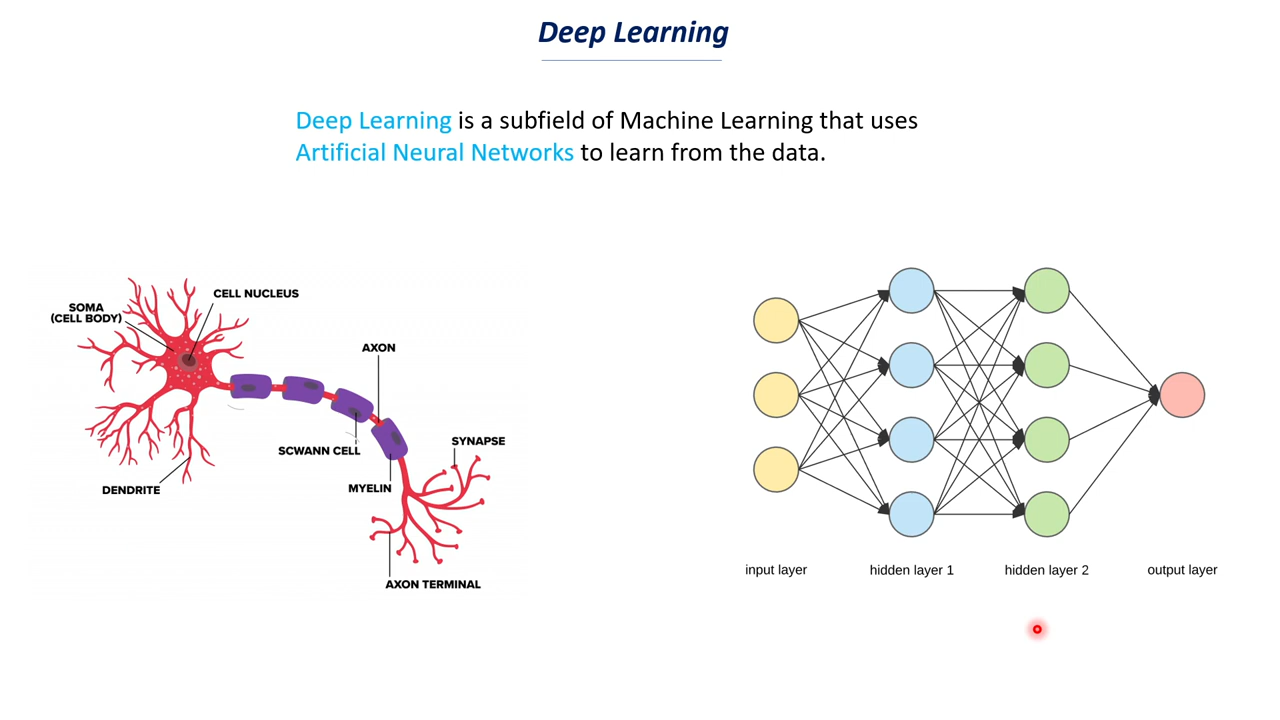 Deep Learning
Deep Learning is a subfield of Machine Learning that uses
Artificial Neural Networks to learn from the data.
CELL NUCLEUS
SOMA
(CELL BODY)
AXON
SYNAPSE
SCWANN CELL
MYELIN
DENDRITE
AXON TERMINAL
input layer
hidden layer 1
hidden layer 2
output layer